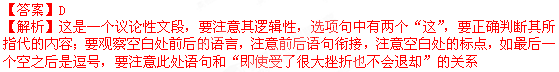 【答案】D
【解析】这是一个议论性文段，要注意其逻辑性，选项句中有两个“这”，要正确判断其所
指代的内容；要观察空白处前后的语言，注意前后语句衔接，注意空白处的标点，如最后一
个空之后是逗号，要注意此处语句和“即使受了很大挫折也不会退却”的关系